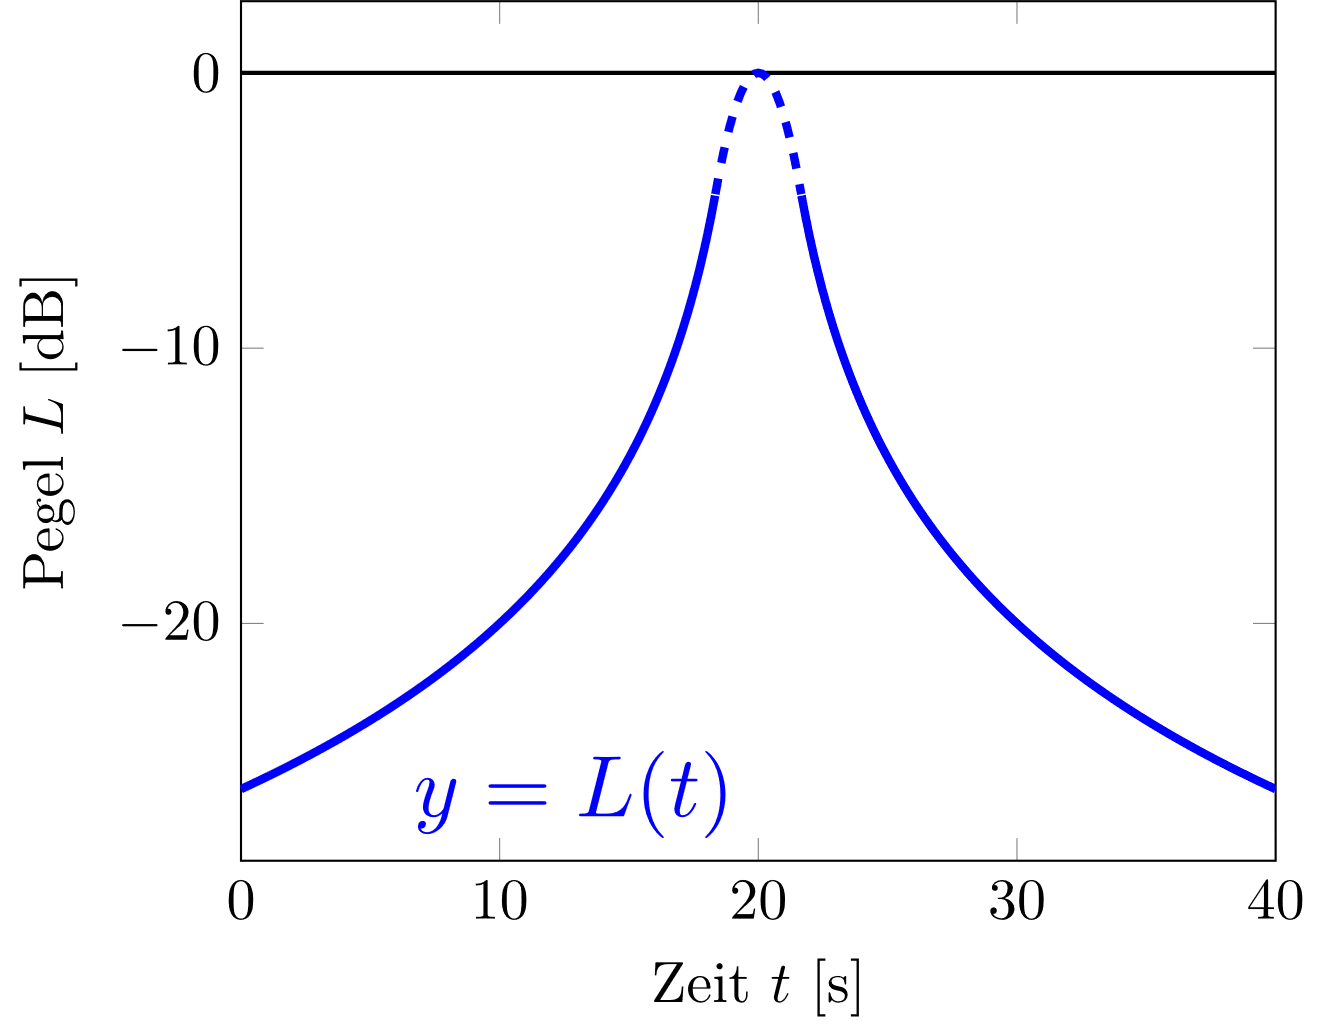 0
−10
−20
Pegel L [dB]
y = L(t)
0 10 20 30 40
Zeit t [s]